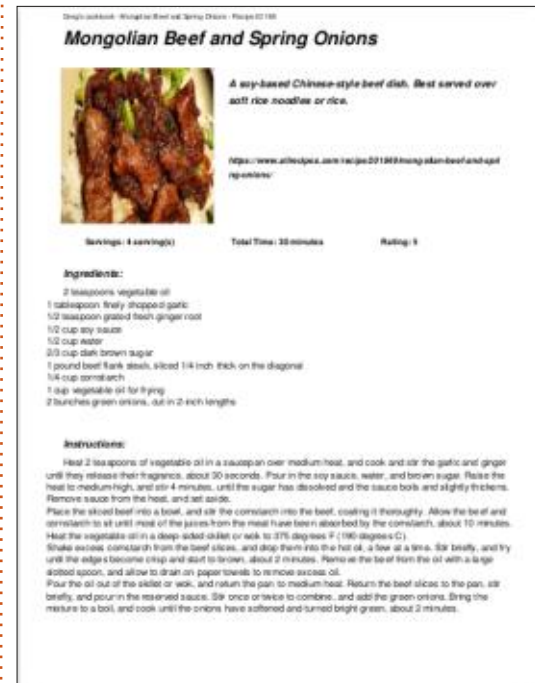 Mongolian Beef and Spring Onions
A soy-based Chinese-style beef dish. Best served over
soft rice noodles or rice.
Servings: 4 serving(s) Total Time: 30 minutes Rating: 5
Ingredients:
2 teaspoons vegetable oil
1 tablespoon finely chopped garlic
1/2 teaspoon grated fresh ginger root
1/2 cup soy sauce
1/2 cup water
2/3 cup dark brown sugar
1 pound beef flank steak, sliced 1/4 inch thick on the diagonal
1/4 cup cornstarch
1 cup vegetable oil for frying
2 bunches green onions, cut in 2-inch lengths
Instructions:
Heat 2 teaspoons of vegetable oil in a saucepan over medium heat, and cook and stir the garlic and ginger
until they release their fragrance, about 30 seconds. Pour in the soy sauce, water, and brown sugar. Raise the
heat to medium-high, and stir 4 minutes, until the sugar has dissolved and the sauce boils and slightly thickens.
Remove sauce from the heat, and set aside.
Place the sliced beef into a bowl, and stir the cornstarch into the beef, coating it thoroughly. Allow the beef and
cornstarch to sit until most of the juices from the meat have been absorbed by the cornstarch, about 10 minutes.
Heat the vegetable oil in a deep-sided skillet or wok to 375 degrees F (190 degrees C).
Shake excess cornstarch from the beef slices, and drop them into the hot oil, a few at a time. Stir briefly, and fry
until the edges become crisp and start to brown, about 2 minutes. Remove the beef from the oil with a large
slotted spoon, and allow to drain on paper towels to remove excess oil.
Pour the oil out of the skillet or wok, and return the pan to medium heat. Return the beef slices to the pan, stir
briefly, and pour in the reserved sauce. Stir once or twice to combine, and add the green onions. Bring the
mixture to a boil, and cook until the onions have softened and turned bright green, about 2 minutes.